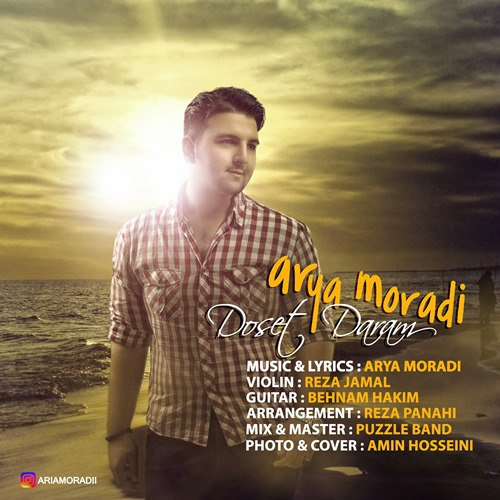 arya moradi
Doset Daram
MUSIC & LYRICS : ARYA MORADI
VIOLIN : REZA JAMAL
GUITAR : BEHNAM HAKIM
ARRANGEMENT : REZA PANAHI
MIX & MASTER : PUZZLE BAND
PHOTO & COVER : AMIN HOSSEINI
ARIAMORADII